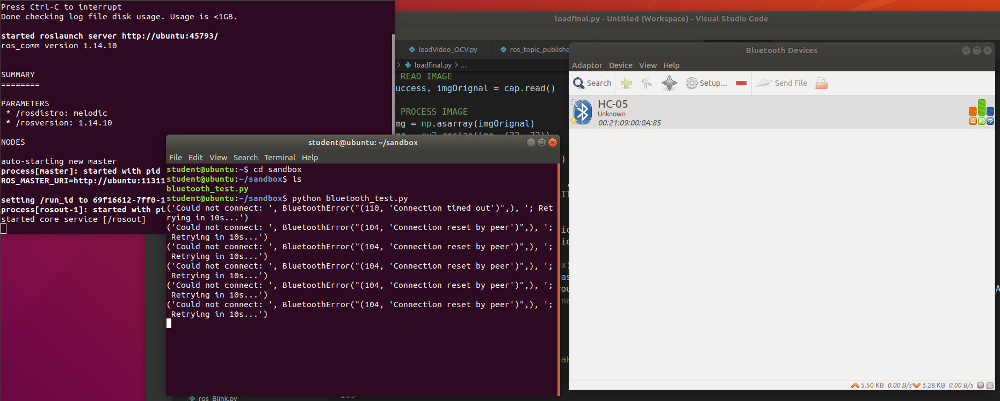 Press Ctrl-C to interrupt
Done checking log file disk usage. Usage is <1GB.
started roslaunch server http://ubuntu:45793/
ros_comm version 1.14.10
SUMMARY
========
PARAMETERS
* /rosdistro: melodic
* /rosversion: 1.14.10
NODES
auto-starting new master
process[master]: started with pid
ROS_MASTER_URI=http://ubuntu:11311
setting /run_id to 69f16612-7ff0-1
process[rosout-1]: started with pi
started core service [/rosout]
loadfinal.py - Untitled (Workspace) - Visual Studio Code
loadVideo_OCV.py
ros_topic_publishe
> loadfinal.py > ...
READ IMAGE
uccess, imgOrignal = cap.read()
PROCESS IMAGE
mg = np.asarray(imgOrignal)
mg = cv2.resize(img, (32, 32))
student@ubuntu: ~/sandbox
File Edit View Search Terminal Help
student@ubuntu:~$ cd sandbox
student@ubuntu:~/sandbox$ ls
bluetooth_test.py
student@ubuntu:~/sandbox$ python bluetooth_test.py
('Could not connect: ', BluetoothError("(110, 'Connection timed out')",), '; Ret
rying in 10s...')
('Could not connect: ', BluetoothError("(104, 'Connection reset by peer')",), ';
Retrying in 10s...')
('Could not connect: ', BluetoothError("(104, 'Connection reset by peer')",), ';
Retrying in 10s...')
('Could not connect: ', BluetoothError("(104, 'Connection reset by peer')",), ';
Retrying in 10s...')
('Could not connect: ', BluetoothError("(104, 'Connection reset by peer')",), ';
Retrying in 10s...')
('Could not connect: ', BluetoothError("(104, 'Connection reset by peer')",), ';
Retrying in 10s...')
ros_Blink.py
Bluetooth Devices
Adaptor Device View Help
Search Setup... Send File
HC-05
Unknown
00:21:09:00:0A:85
5.50 KB 0.00 B/s 3.28 KB 0.00 B/s